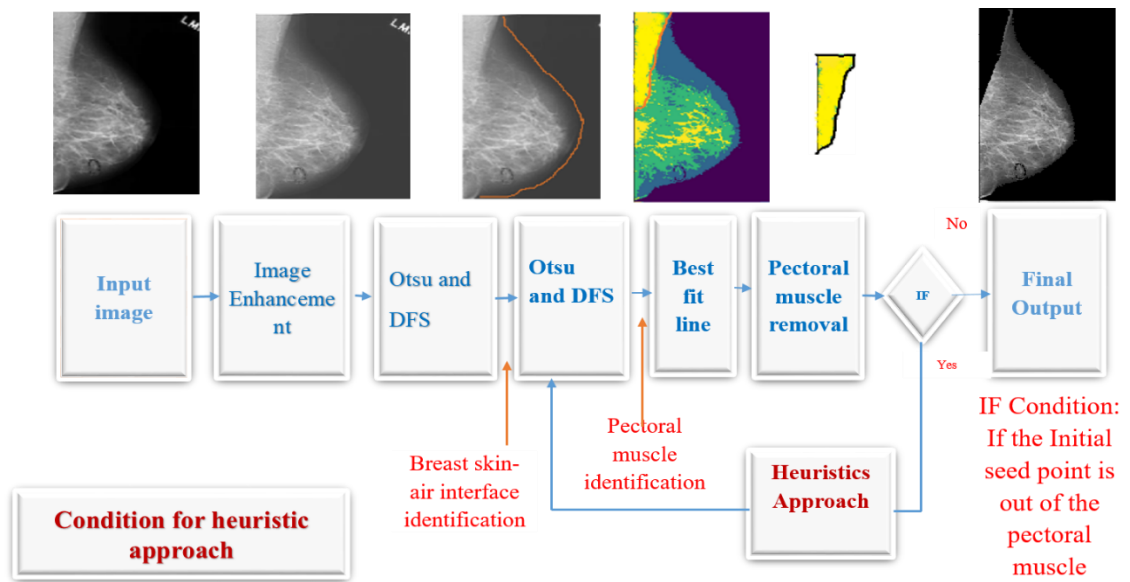 LM
Input
image
Image
Enhanceme
nt
Otsu and
DFS
Otsu
and DFS
Best
fit
line
Pectoral
muscle
removal
IF
No
Yes
Final
Output
Breast skin-
air interface
identification
Pectoral
muscle
identification
Heuristics
Approach
IF Condition:
If the Initial
seed point is
out of the
pectoral
muscle
Condition for heuristic
approach